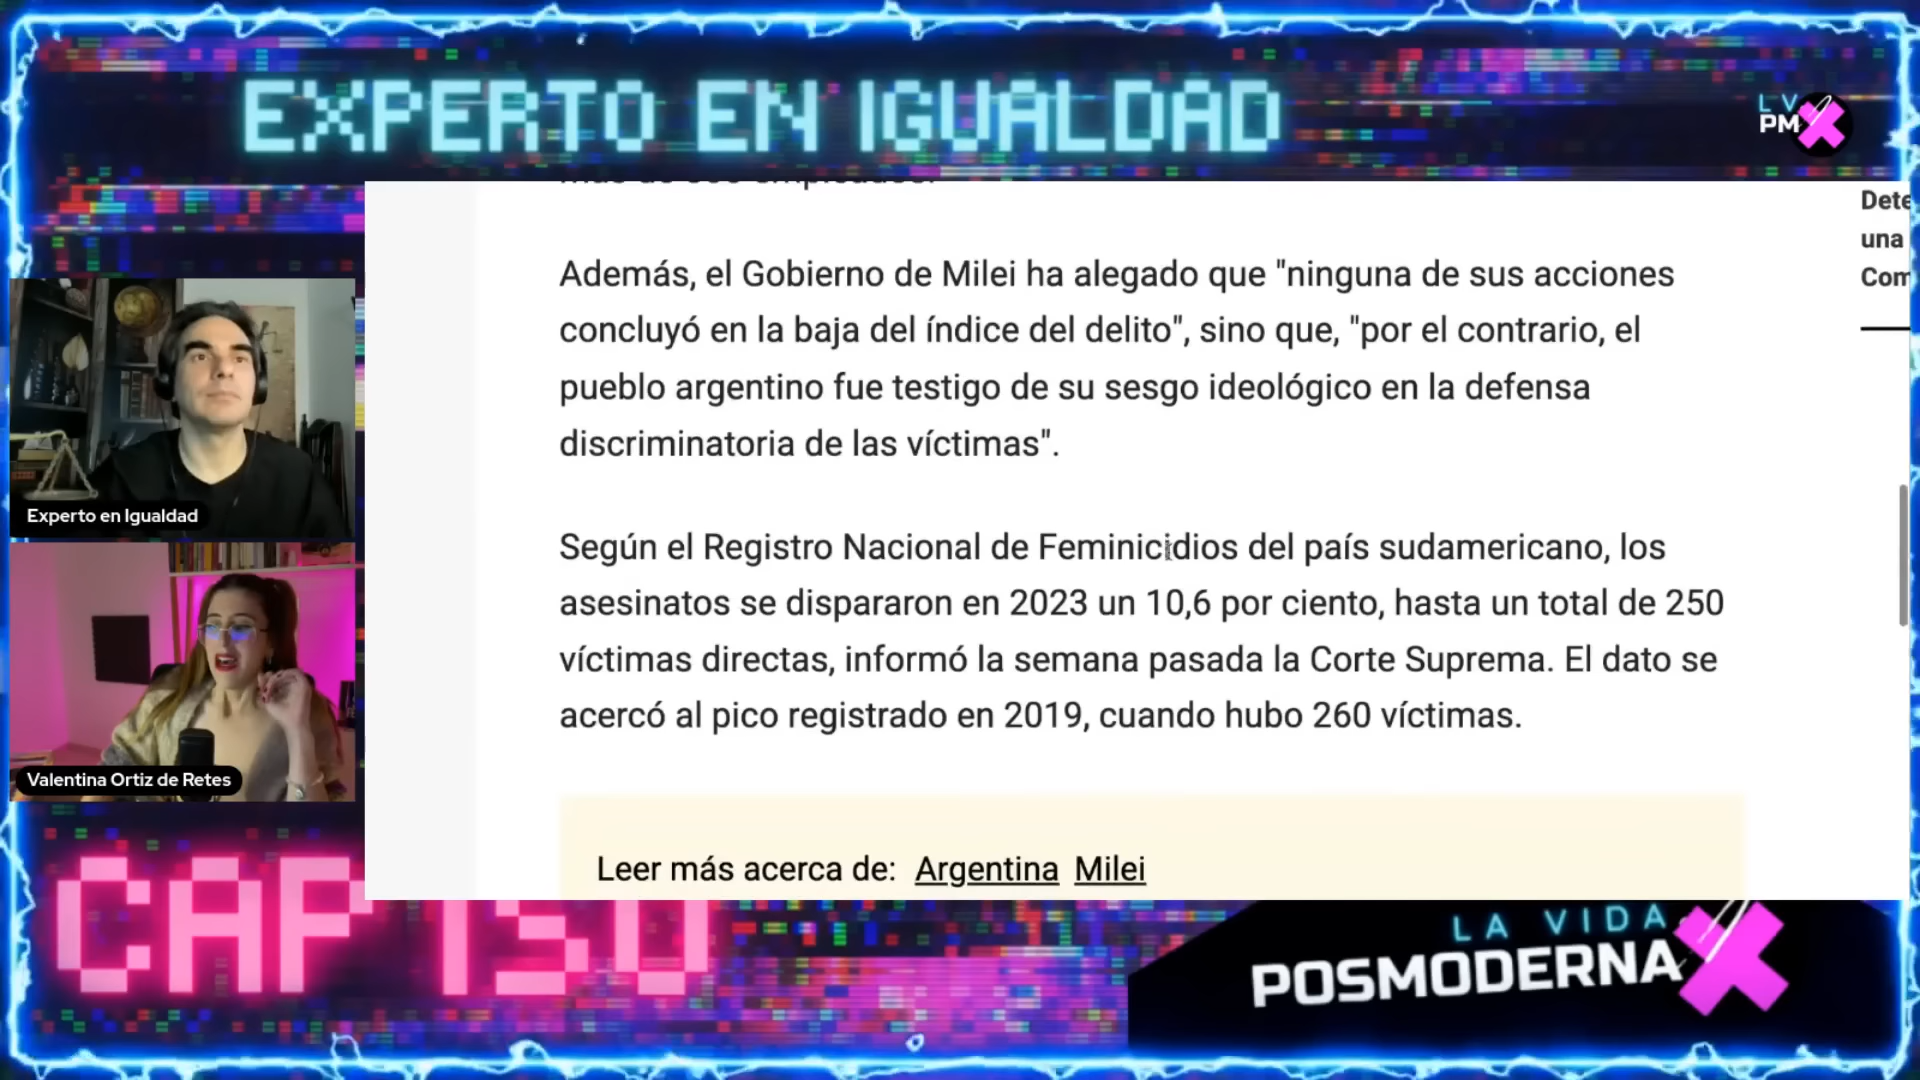 EXPERTO EN IGUALDAD
L V
PM
Dete
una
Com
Además, el Gobierno de Milei ha alegado que "ninguna de sus acciones
concluyó en la baja del índice del delito", sino que, "por el contrario, el
pueblo argentino fue testigo de su sesgo ideológico en la defensa
discriminatoria de las víctimas".
Según el Registro Nacional de Feminicidios del país sudamericano, los
asesinatos se dispararon en 2023 un 10,6 por ciento, hasta un total de 250
víctimas directas, informó la semana pasada la Corte Suprema. El dato se
acercó al pico registrado en 2019, cuando hubo 260 víctimas.
Leer más acerca de: Argentina Milei
Experto en Igualdad
Valentina Ortiz de Retes
CAP 150
LA VIDA
POSMODERNA